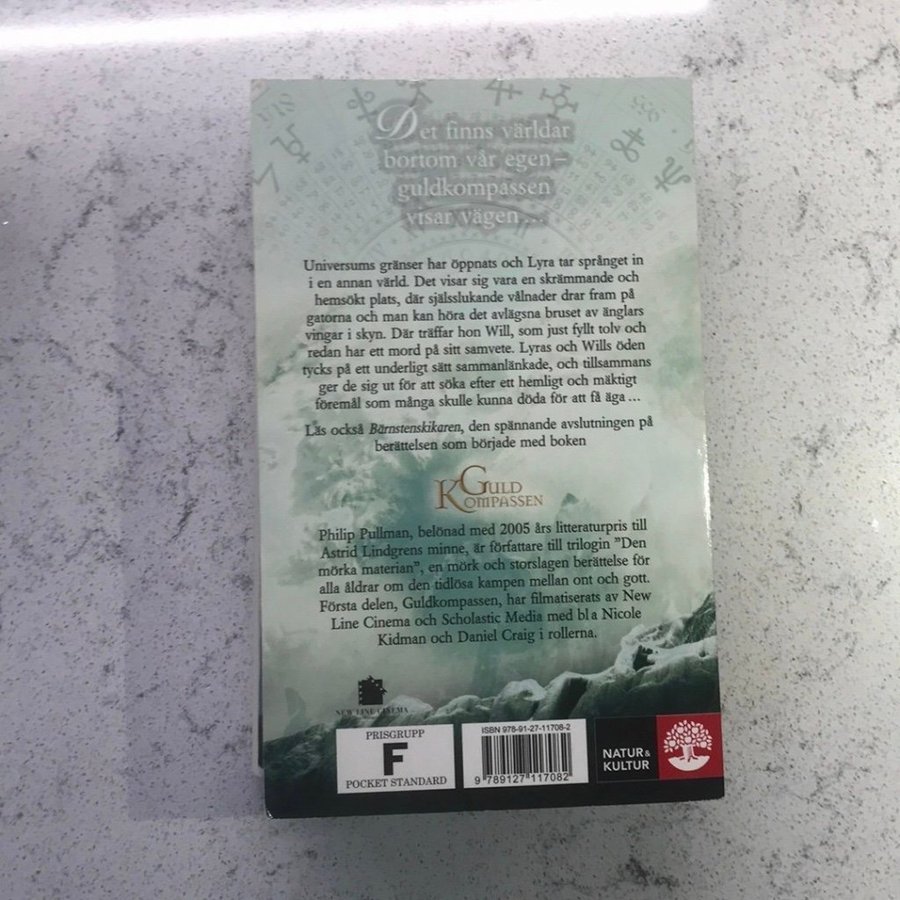 Det finns världar
bortom vår egen –
guldkompassen
visar vägen...
Universums gränser har öppnats och Lyra tar språnget in
i en annan värld. Det visar sig vara en skrämmande och
hemsökt plats, där själsslukande vålnader drar fram på
gatorna och man kan höra det avlägsna bruset av änglars
vingar i skyn. Där träffar hon Will, som just fyllt tolv och
redan har ett mord på sitt samvete. Lyras och Wills öden
tycks på ett underligt sätt sammanlänkade, och tillsammans
ger de sig ut för att söka efter ett hemligt och mäktigt
föremål som många skulle kunna döda för att få äga...
Läs också Bärnstenskikaren, den spännande avslutningen på
berättelsen som började med boken
GULD
KOMPASSEN
Philip Pullman, belönad med 2005 års litteraturpris till
Astrid Lindgrens minne, är författare till trilogin ”Den
mörka materian”, en mörk och storslagen berättelse för
alla åldrar om den tidlösa kampen mellan ont och gott.
Första delen, Guldkompassen, har filmatiserats av New
Line Cinema och Scholastic Media med bl a Nicole
Kidman och Daniel Craig i rollerna.
NEW LINE CINEMA
PRISGRUPP
F
POCKET STANDARD
ISBN 978-91-27-11708-2
9 789127 117082
NATUR &
KULTUR